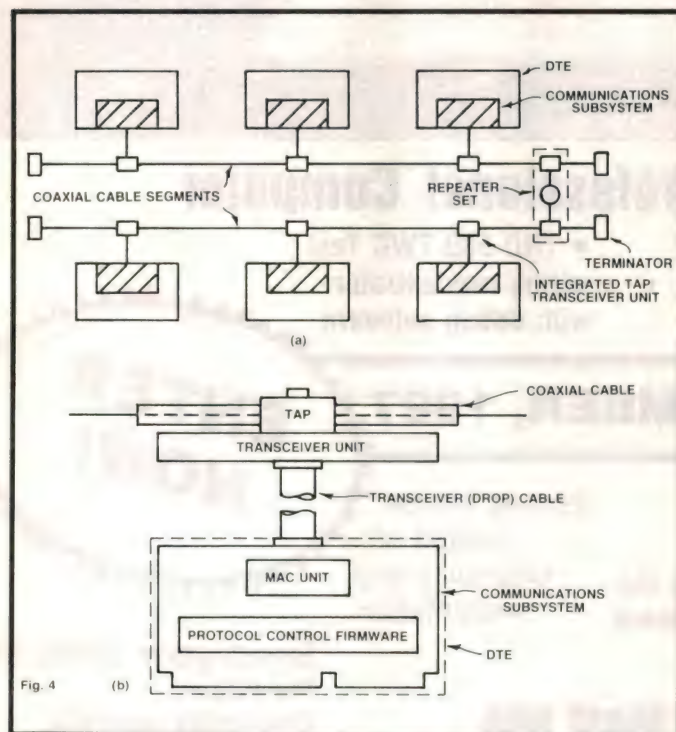 DTE
COMMUNICATIONS
SUBSYSTEM
COAXIAL CABLE SEGMENTS
REPEATER
SET
TERMINATOR
INTEGRATED TAP
TRANSCEIVER UNIT
(a)
COAXIAL CABLE
TAP
TRANSCEIVER UNIT
TRANSCEIVER (DROP) CABLE
MAC UNIT
COMMUNICATIONS
SUBSYSTEM
PROTOCOL CONTROL FIRMWARE
DTE
Fig. 4 (b)